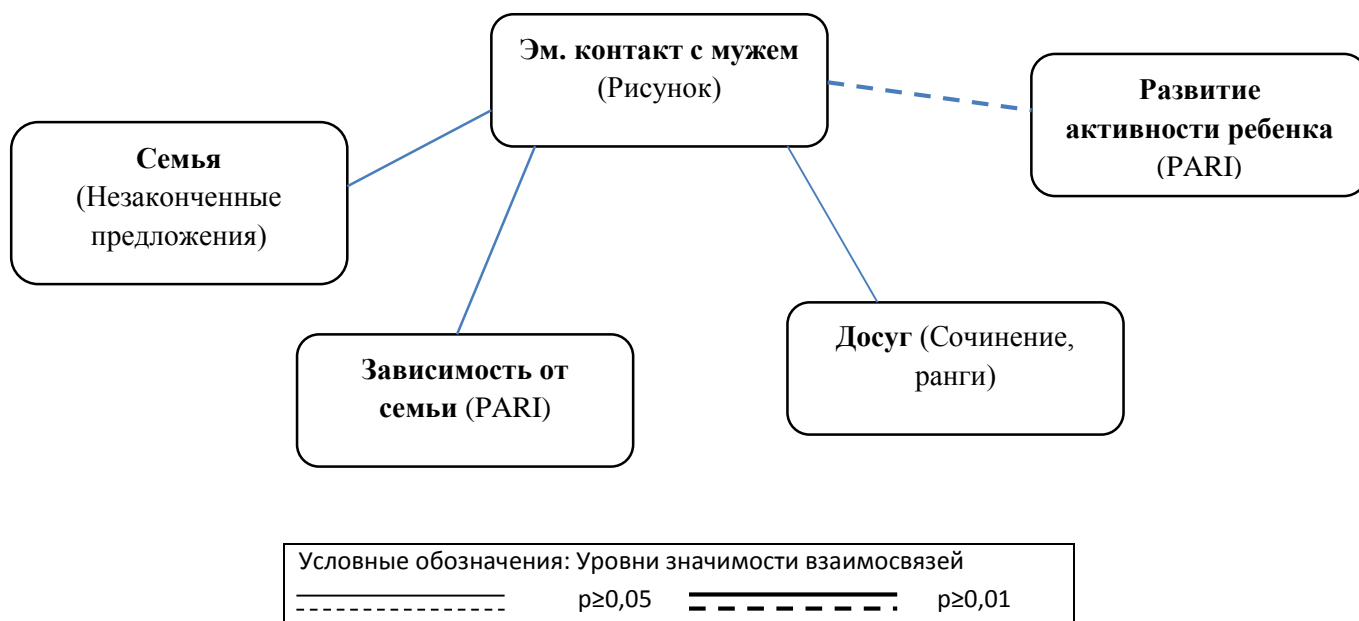 Эм. контакт с мужем
(Рисунок)
Развитие
активности ребенка
(PARI)
Семья
(Незаконченные
предложения)
Зависимость от
семьи (PARI)
Досуг (Сочинение,
ранги)
Условные обозначения: Уровни значимости взаимосвязей
p≥0,05 p≥0,01